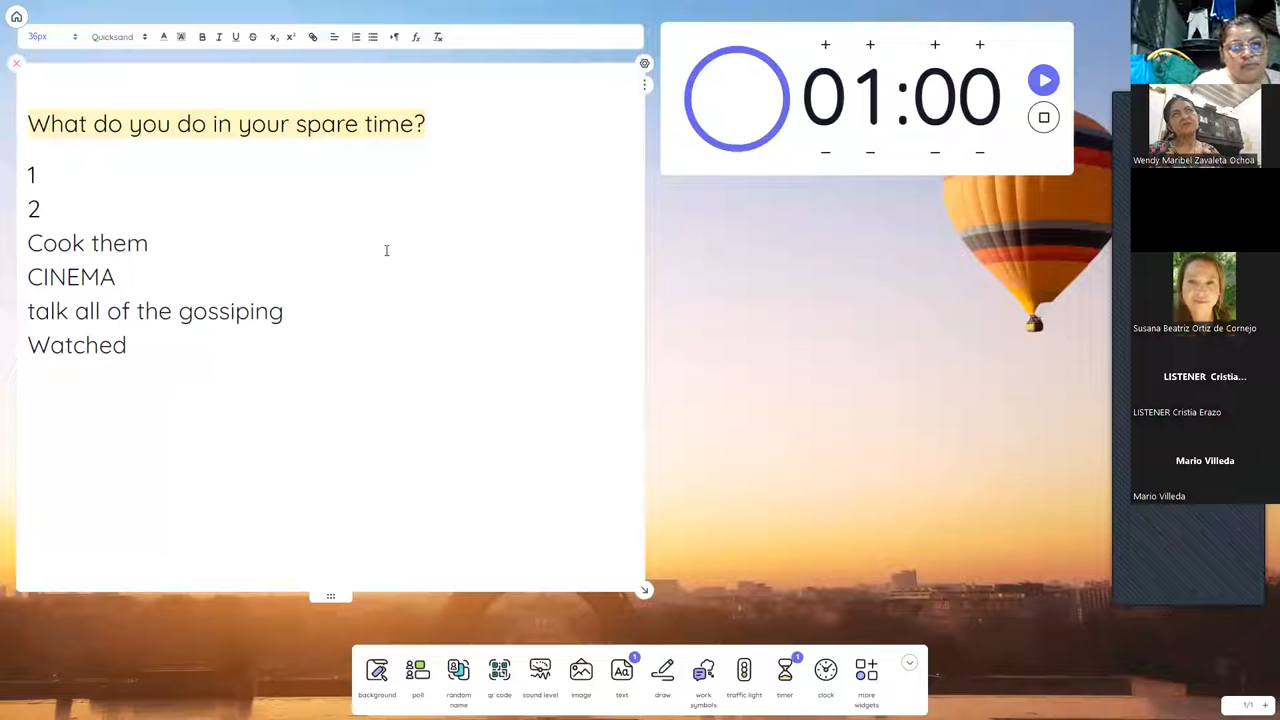 36px
Quicksand
What do you do in your spare time?
1
2
Cook them
CINEMA
talk all of the gossiping
Watched
01:00
Wendy Maribel Zavaleta Ochoa
Susana Beatriz Ortiz de Cornejo
LISTENER Cristia...
LISTENER Cristia Erazo
Mario Villeda
Mario Villeda
background
poll
random name
qr code
sound level
image
1
text
draw
work symbols
traffic light
1
timer
clock
more widgets
1/1